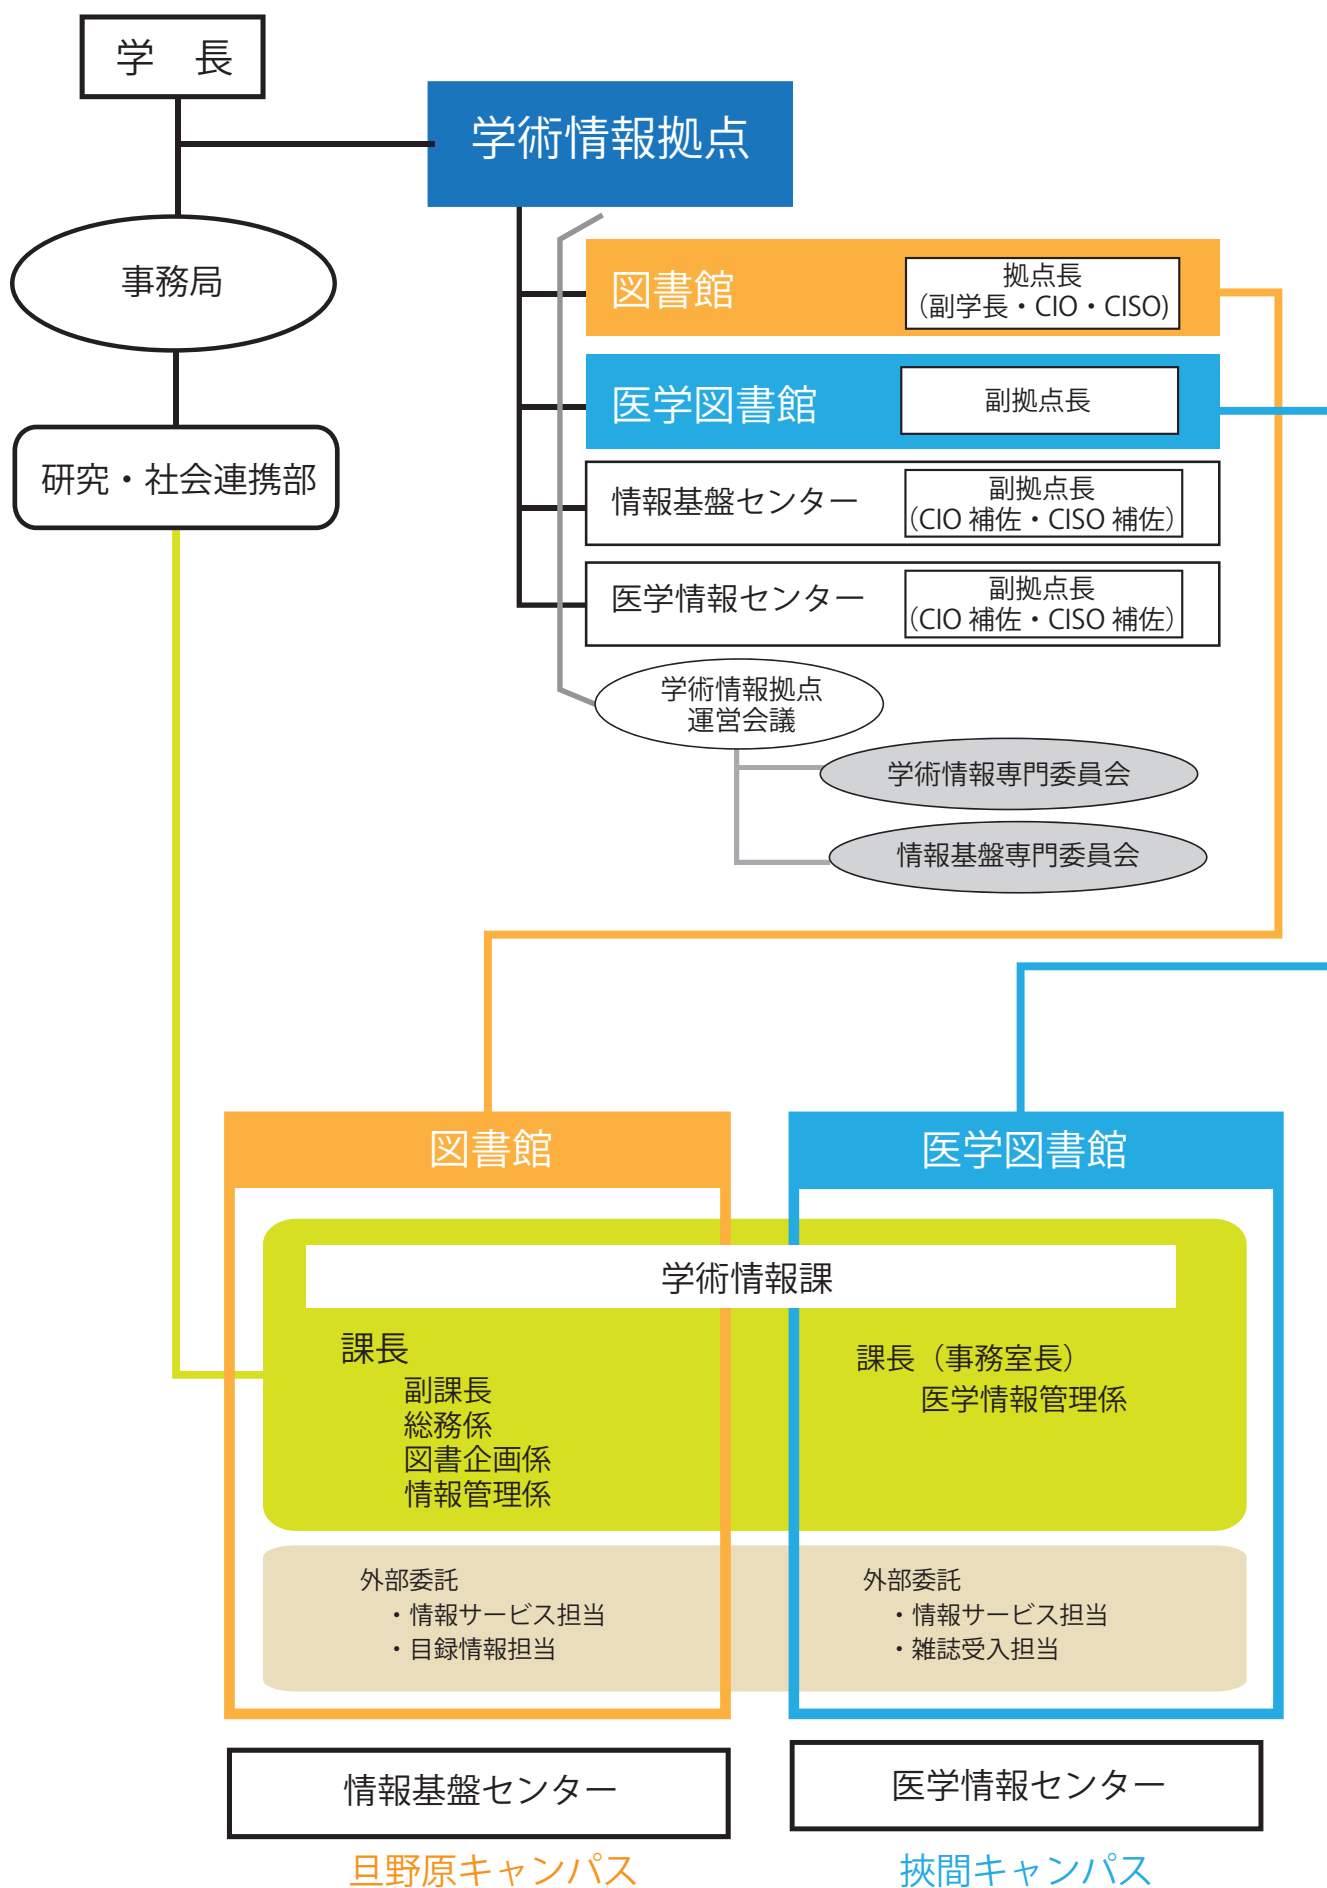 学　長
学術情報拠点
事務局
図書館
拠点長
（副学長・CIO・CISO)
医学図書館
副拠点長
研究・社会連携部
情報基盤センター
副拠点長
（CIO 補佐・CISO 補佐）
医学情報センター
副拠点長
（CIO 補佐・CISO 補佐）
学術情報拠点
運営会議
学術情報専門委員会
情報基盤専門委員会
図書館
医学図書館
学術情報課
課長
副課長
総務係
図書企画係
情報管理係
課長（事務室長）
医学情報管理係
外部委託
・情報サービス担当
・目録情報担当
外部委託
・情報サービス担当
・雑誌受入担当
情報基盤センター
医学情報センター
旦野原キャンパス
挾間キャンパス